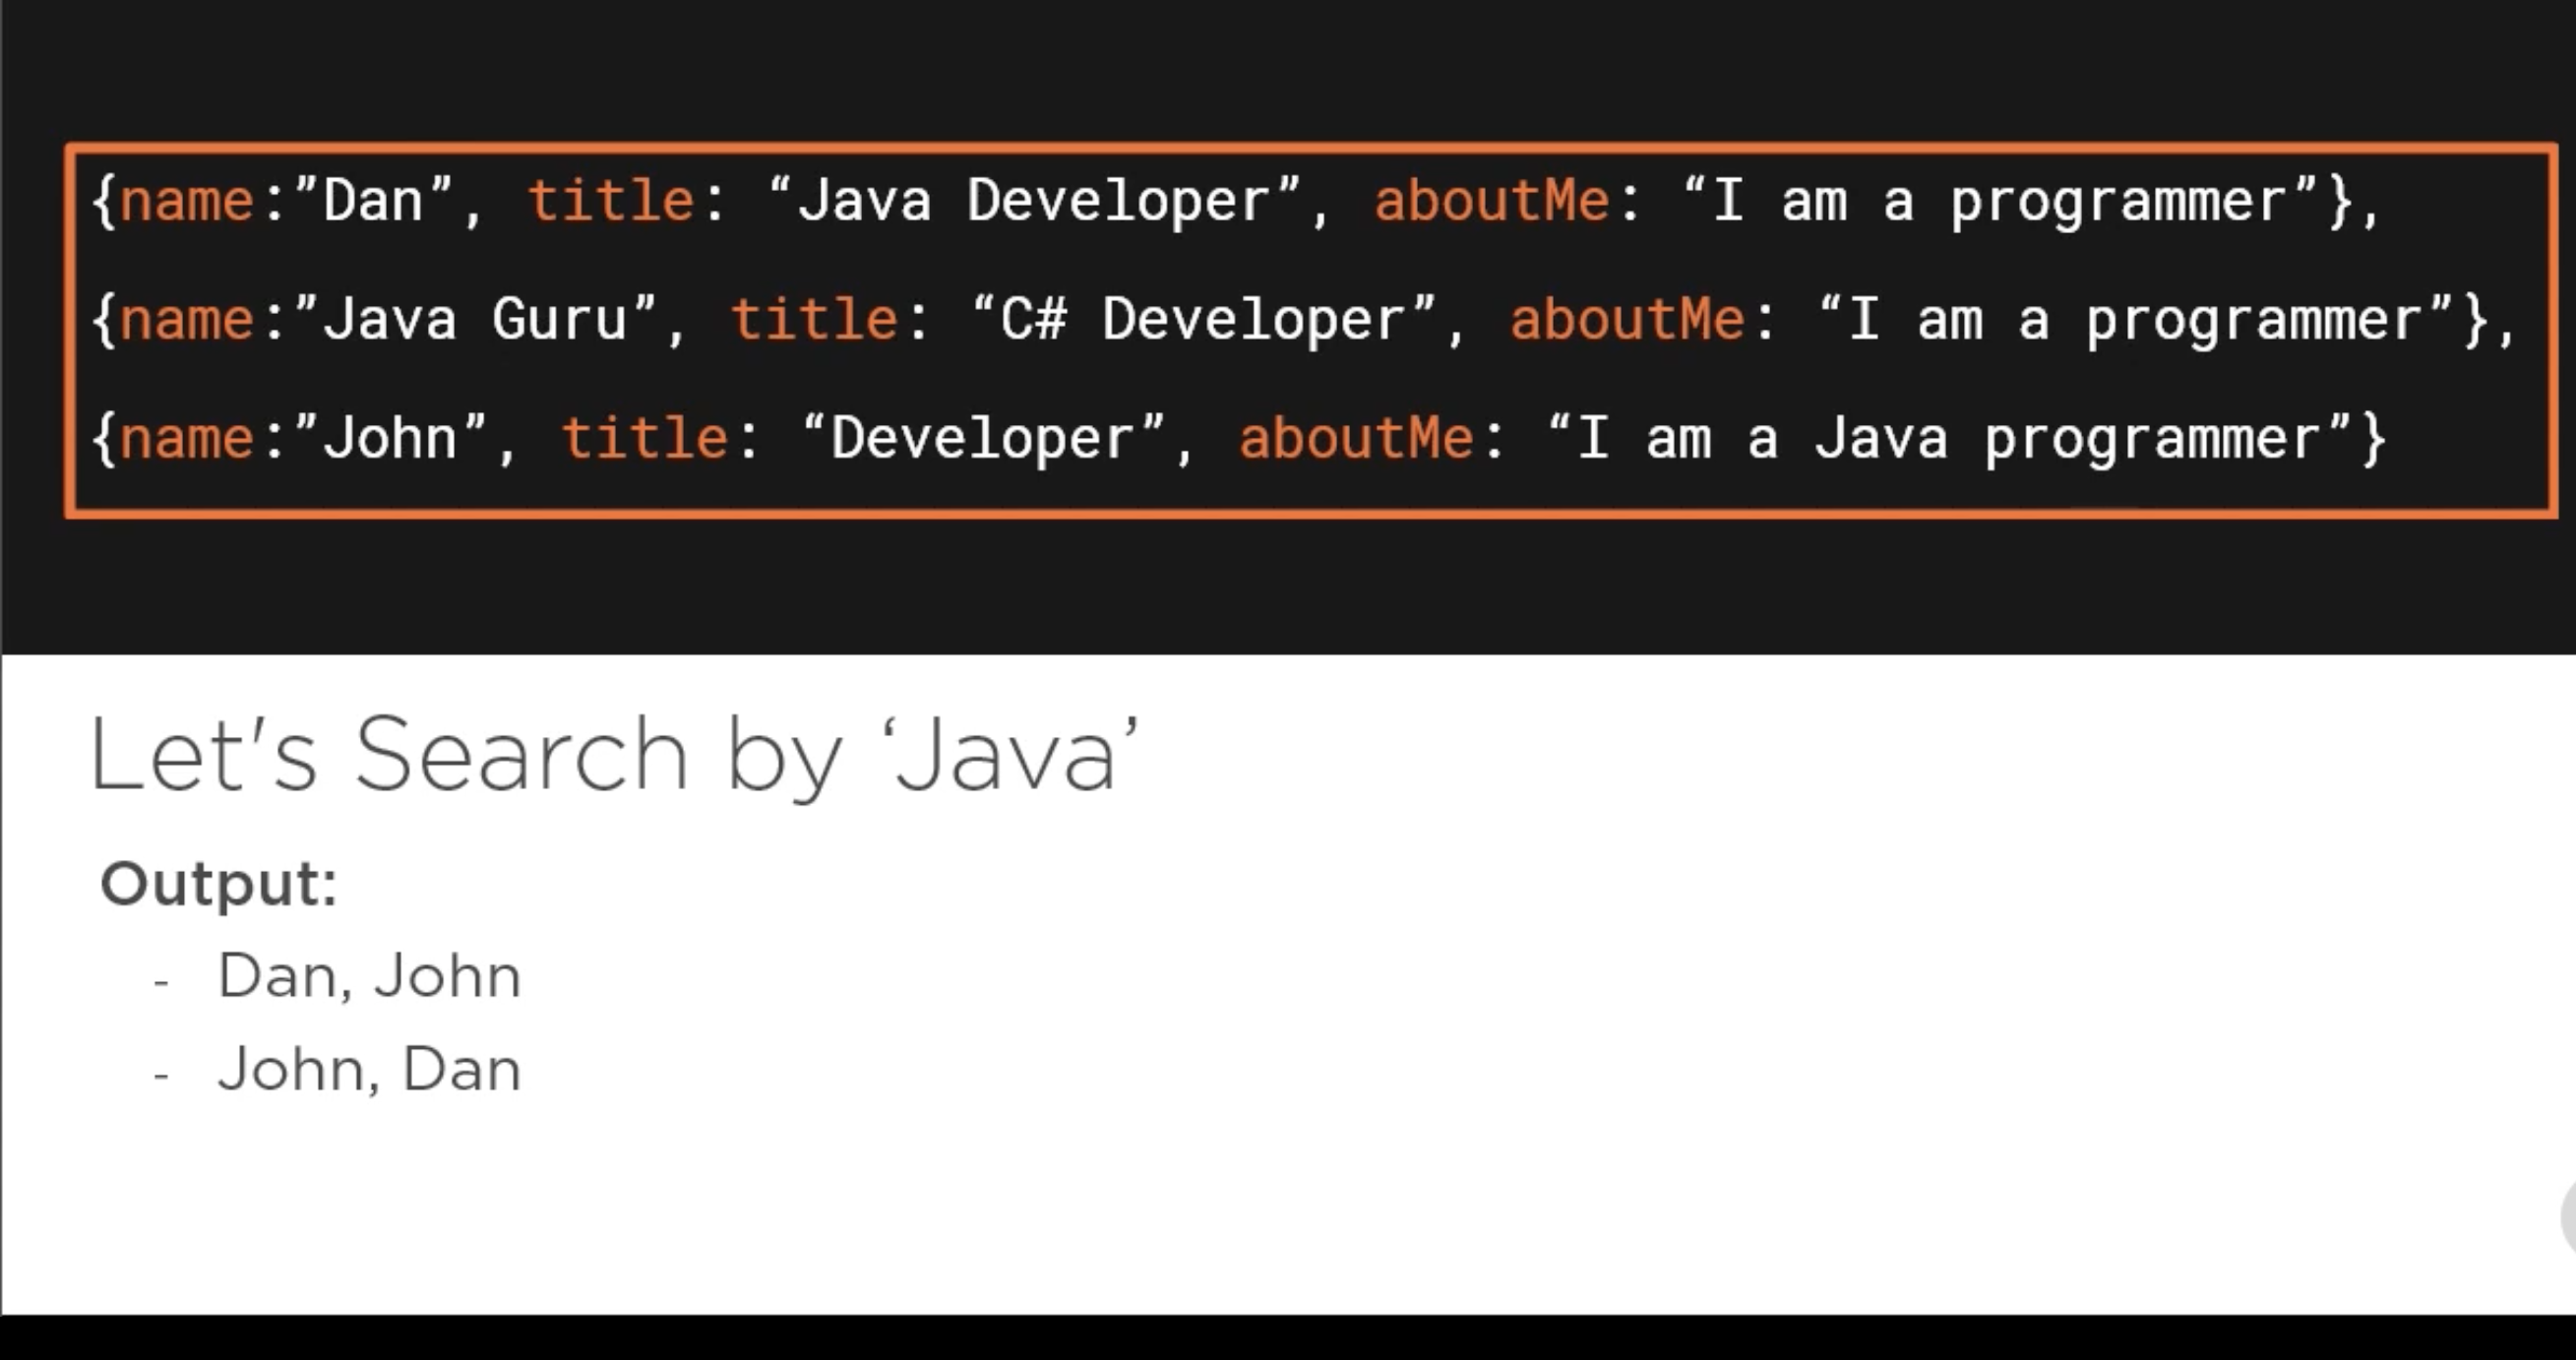 {name:”Dan”, title: “Java Developer”, aboutMe: “I am a programmer”},
{name:”Java Guru”, title: “C# Developer”, aboutMe: “I am a programmer”},
{name:”John”, title: “Developer”, aboutMe: “I am a Java programmer”}
Let's Search by ‘Java’
Output:
- Dan, John
- John, Dan